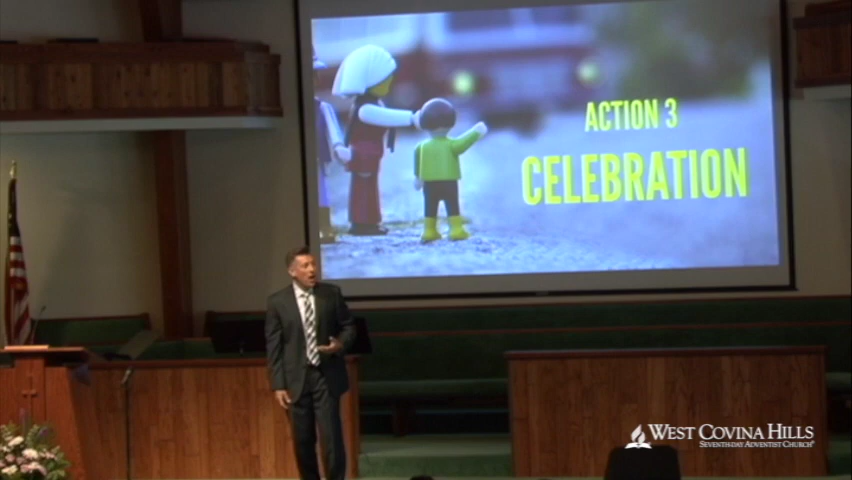 ACTION 3
CELEBRATION
WEST COVINA HILLS
SEVENTH-DAY ADVENTIST CHURCH